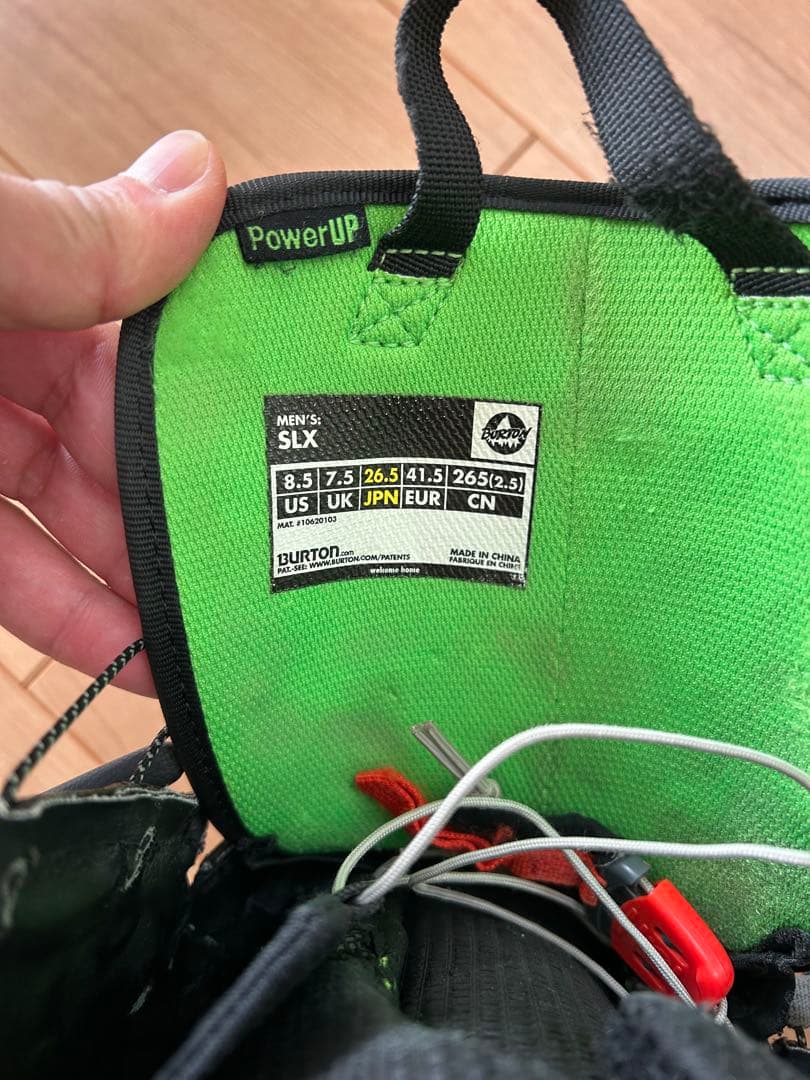 PowerUP
MEN'S:
SLX
BURTON
8.5 7.5 26.5 41.5 265(2.5)
US UK JPN EUR CN
MAT. #10620103
BURTON.com
PAT.-SEE: WWW.BURTON.COM/PATENTS
MADE IN CHINA
FABRIQUE EN CHINE
welcome home